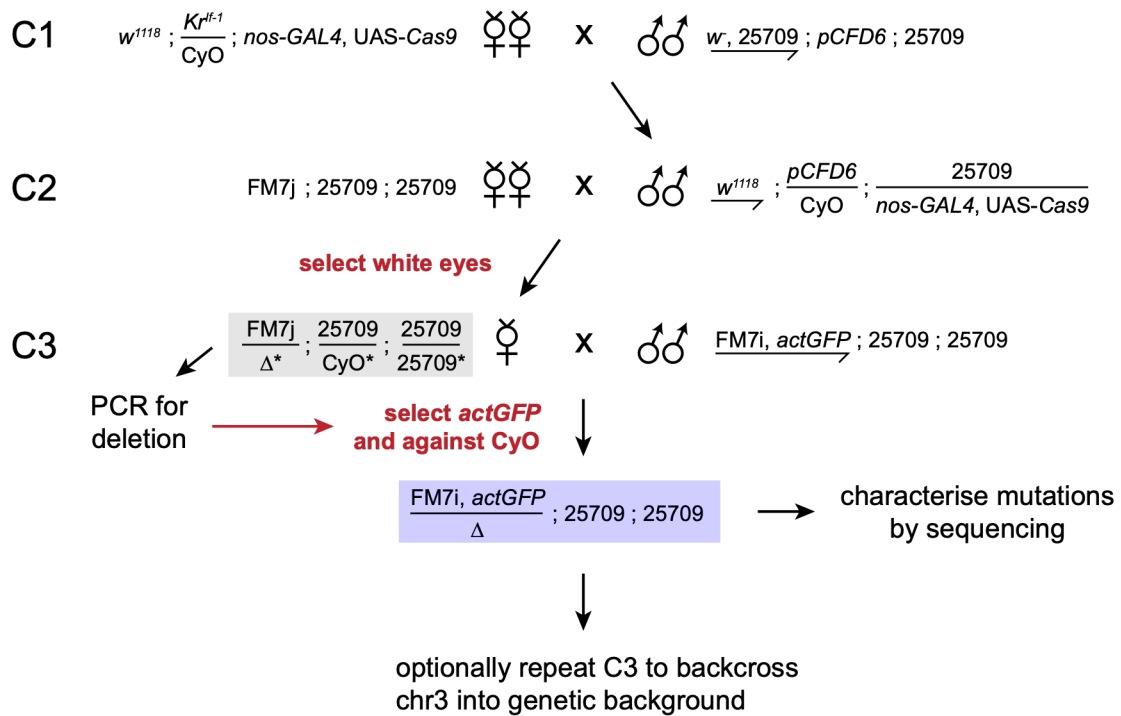 C1 w1118 ; Krlf-1/CyO ; nos-GAL4, UAS-Cas9 ☿☿ X ♂♂ w-, 25709 ; pCFD6 ; 25709
C2 FM7j ; 25709 ; 25709 X w1118 ; pCFD6/CyO ; 25709/nos-GAL4, UAS-Cas9
select white eyes
C3 FM7j/Δ* ; 25709/CyO* ; 25709/25709* X FM7i, actGFP ; 25709 ; 25709
PCR for
deletion
select actGFP
and against CyO
FM7i, actGFP/Δ ; 25709 ; 25709
characterise mutations
by sequencing
optionally repeat C3 to backcross
chr3 into genetic background